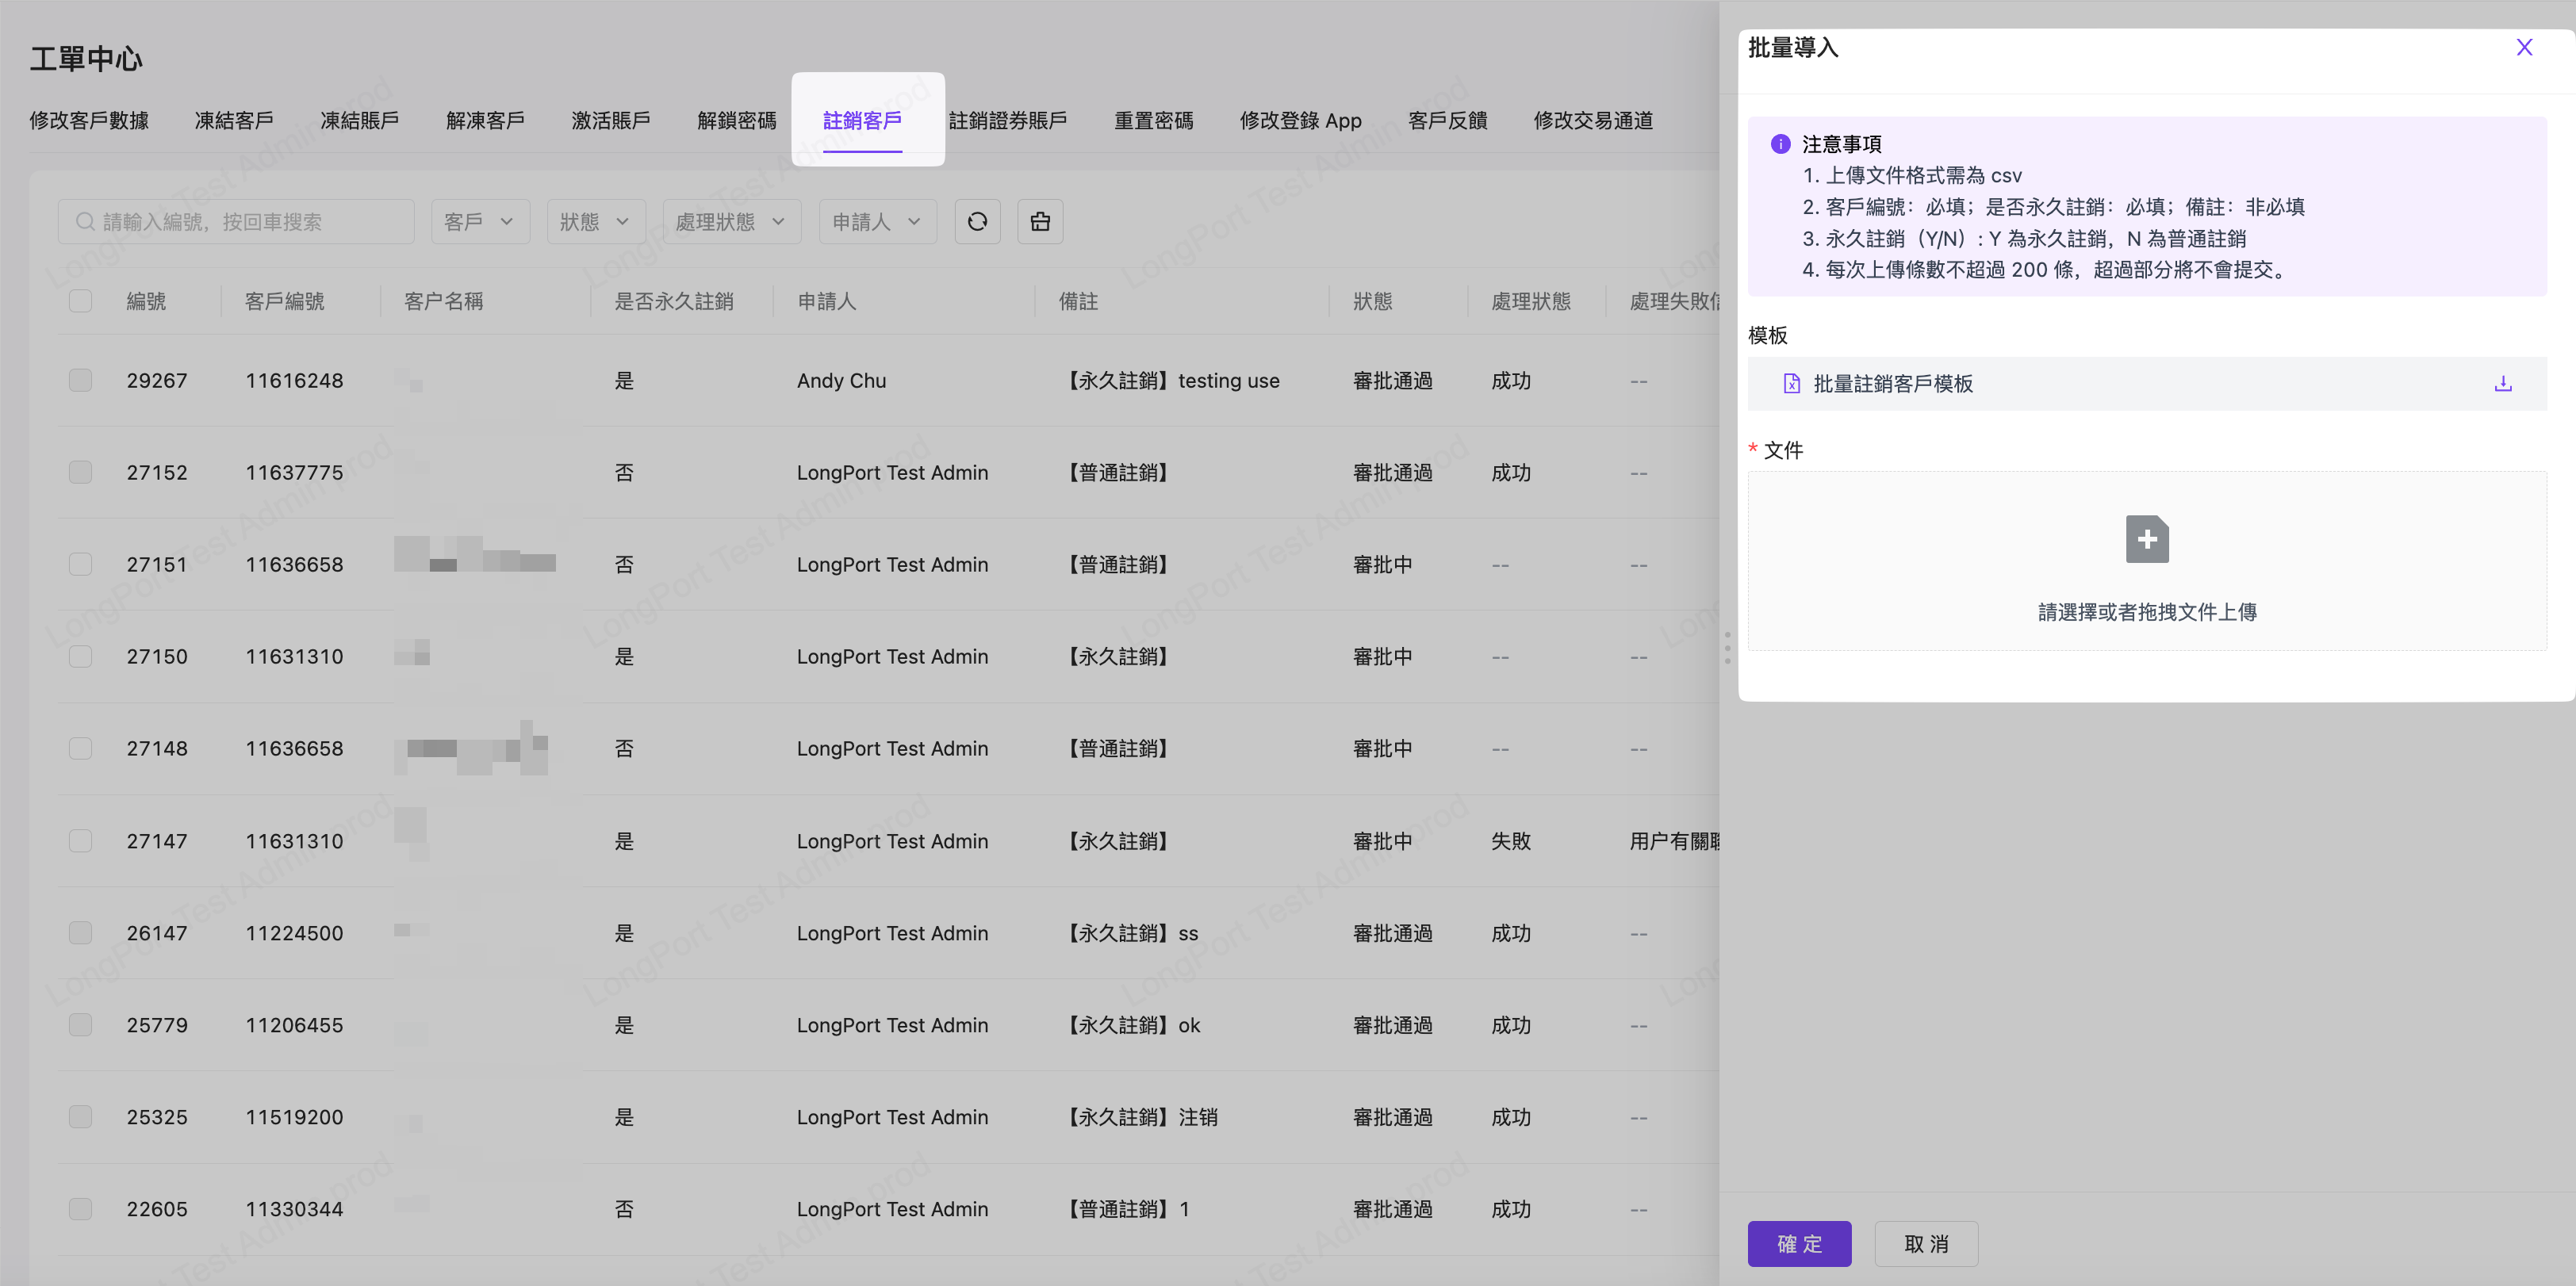 工單中心
修改客戶數據 凍結客戶 凍結賬戶 解凍客戶 激活賬戶 解鎖密碼 註銷客戶 註銷證券賬戶 重置密碼 修改登錄 App 客戶反饋 修改交易通道
請輸入編號，按回車搜索 客戶 狀態 處理狀態 申請人
編號 客戶編號 客户名稱 是否永久註銷 申請人 備註 狀態 處理狀態 處理失敗信
29267 11616248 是 Andy Chu 【永久註銷】testing use 審批通過 成功 --
27152 11637775 否 LongPort Test Admin 【普通註銷】 審批通過 成功 --
27151 11636658 否 LongPort Test Admin 【普通註銷】 審批中 -- --
27150 11631310 是 LongPort Test Admin 【永久註銷】 審批中 -- --
27148 11636658 否 LongPort Test Admin 【普通註銷】 審批中 -- --
27147 11631310 是 LongPort Test Admin 【永久註銷】 審批中 失敗 用户有關聯
26147 11224500 是 LongPort Test Admin 【永久註銷】ss 審批通過 成功 --
25779 11206455 是 LongPort Test Admin 【永久註銷】ok 審批通過 成功 --
25325 11519200 是 LongPort Test Admin 【永久註銷】注销 審批通過 成功 --
22605 11330344 否 LongPort Test Admin 【普通註銷】1 審批通過 成功 --
批量導入
注意事項
1. 上傳文件格式需為 csv
2. 客戶編號：必填；是否永久註銷：必填；備註：非必填
3. 永久註銷（Y/N）: Y 為永久註銷，N 為普通註銷
4. 每次上傳條數不超過 200 條，超過部分將不會提交。
模板
批量註銷客戶模板
* 文件
請選擇或者拖拽文件上傳
確 定 取 消
LongPort Test Admin prod